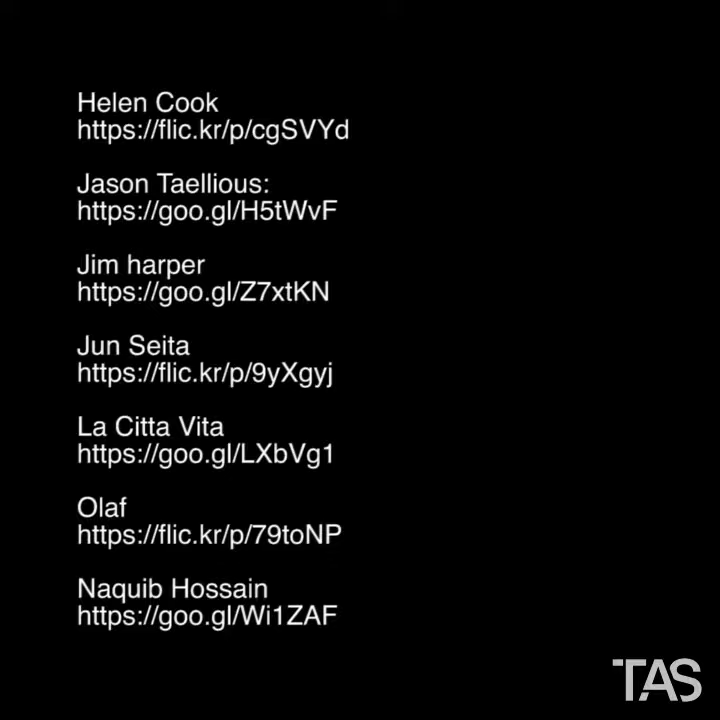 Helen Cook
https://flic.kr/p/cgSVYd
Jason Taellious:
https://goo.gl/H5tWvF
Jim harper
https://goo.gl/Z7xtKN
Jun Seita
https://flic.kr/p/9yXgyj
La Citta Vita
https://goo.gl/LXbVg1
Olaf
https://flic.kr/p/79toNP
Naquib Hossain
https://goo.gl/Wi1ZAF
TAS